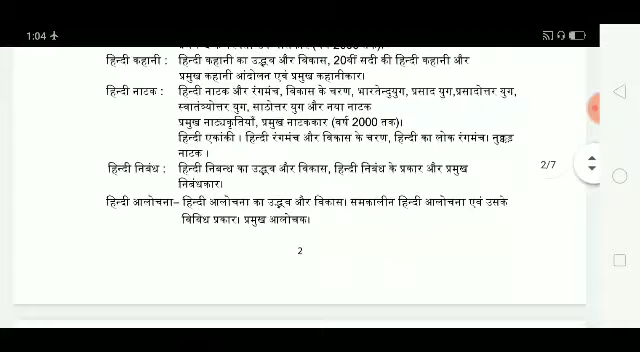 1:04
हिन्दी कहानी : हिन्दी कहानी का उद्भव और विकास, 20वीं सदी की हिन्दी कहानी और
प्रमुख कहानी आंदोलन एवं प्रमुख कहानीकार।
हिन्दी नाटक : हिन्दी नाटक और रंगमंच, विकास के चरण, भारतेन्दुयुग, प्रसाद युग,प्रसादोत्तर युग,
स्वातंत्र्योत्तर युग, साठोत्तर युग और नया नाटक
प्रमुख नाट्यकृतियाँ, प्रमुख नाटककार (वर्ष 2000 तक)।
हिन्दी एकांकी। हिन्दी रंगमंच और विकास के चरण, हिन्दी का लोक रंगमंच। नुक्कड़
नाटक ।
हिन्दी निबंध : हिन्दी निबन्ध का उद्भव और विकास, हिन्दी निबंध के प्रकार और प्रमुख
निबंधकार।
2/7
हिन्दी आलोचना– हिन्दी आलोचना का उद्भव और विकास। समकालीन हिन्दी आलोचना एवं उसके
विविध प्रकार। प्रमुख आलोचक।
2